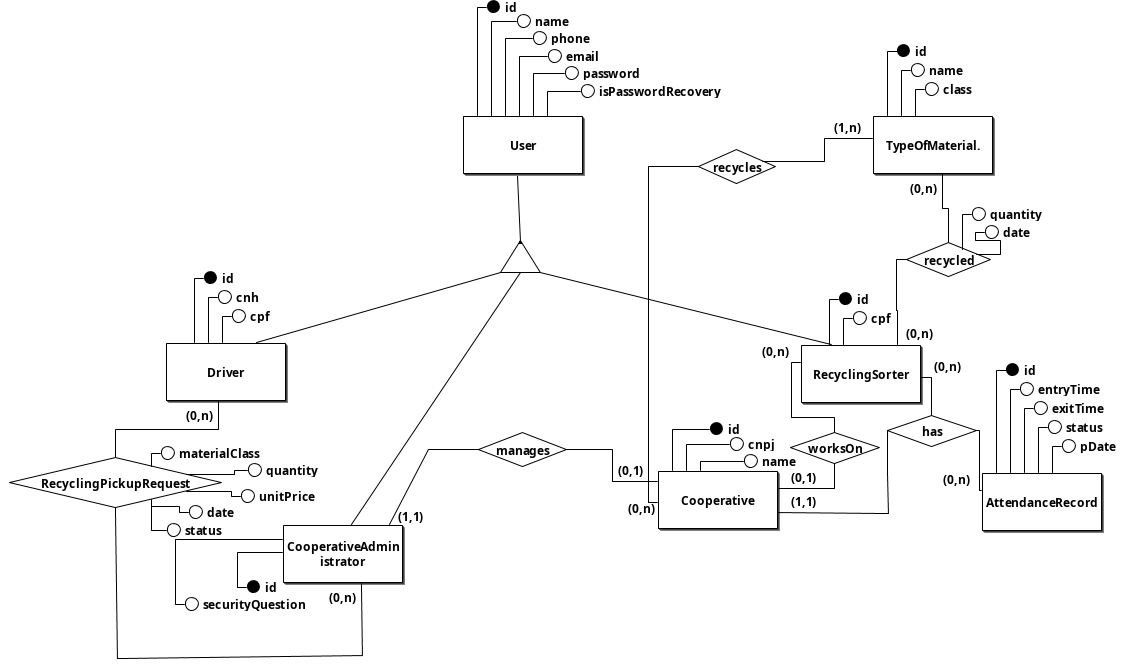 id
name
phone
email
password
isPasswordRecovery
User
id
name
class
TypeOfMaterial.
(1,n)
recycles
(0,n)
quantity
date
recycled
id
cnh
cpf
Driver
id
cpf
(0,n)
(0,n)
RecyclingSorter
(0,n)
(0,n)
materialClass
quantity
RecyclingPickupRequest
unitPrice
date
status
manages
(0,1)
(0,n)
(1,1)
CooperativeAdmin
istrator
id
securityQuestion
(0,n)
id
cnpj
name
Cooperative
worksOn
(0,1)
(1,1)
has
(0,n)
id
entryTime
exitTime
status
pDate
AttendanceRecord